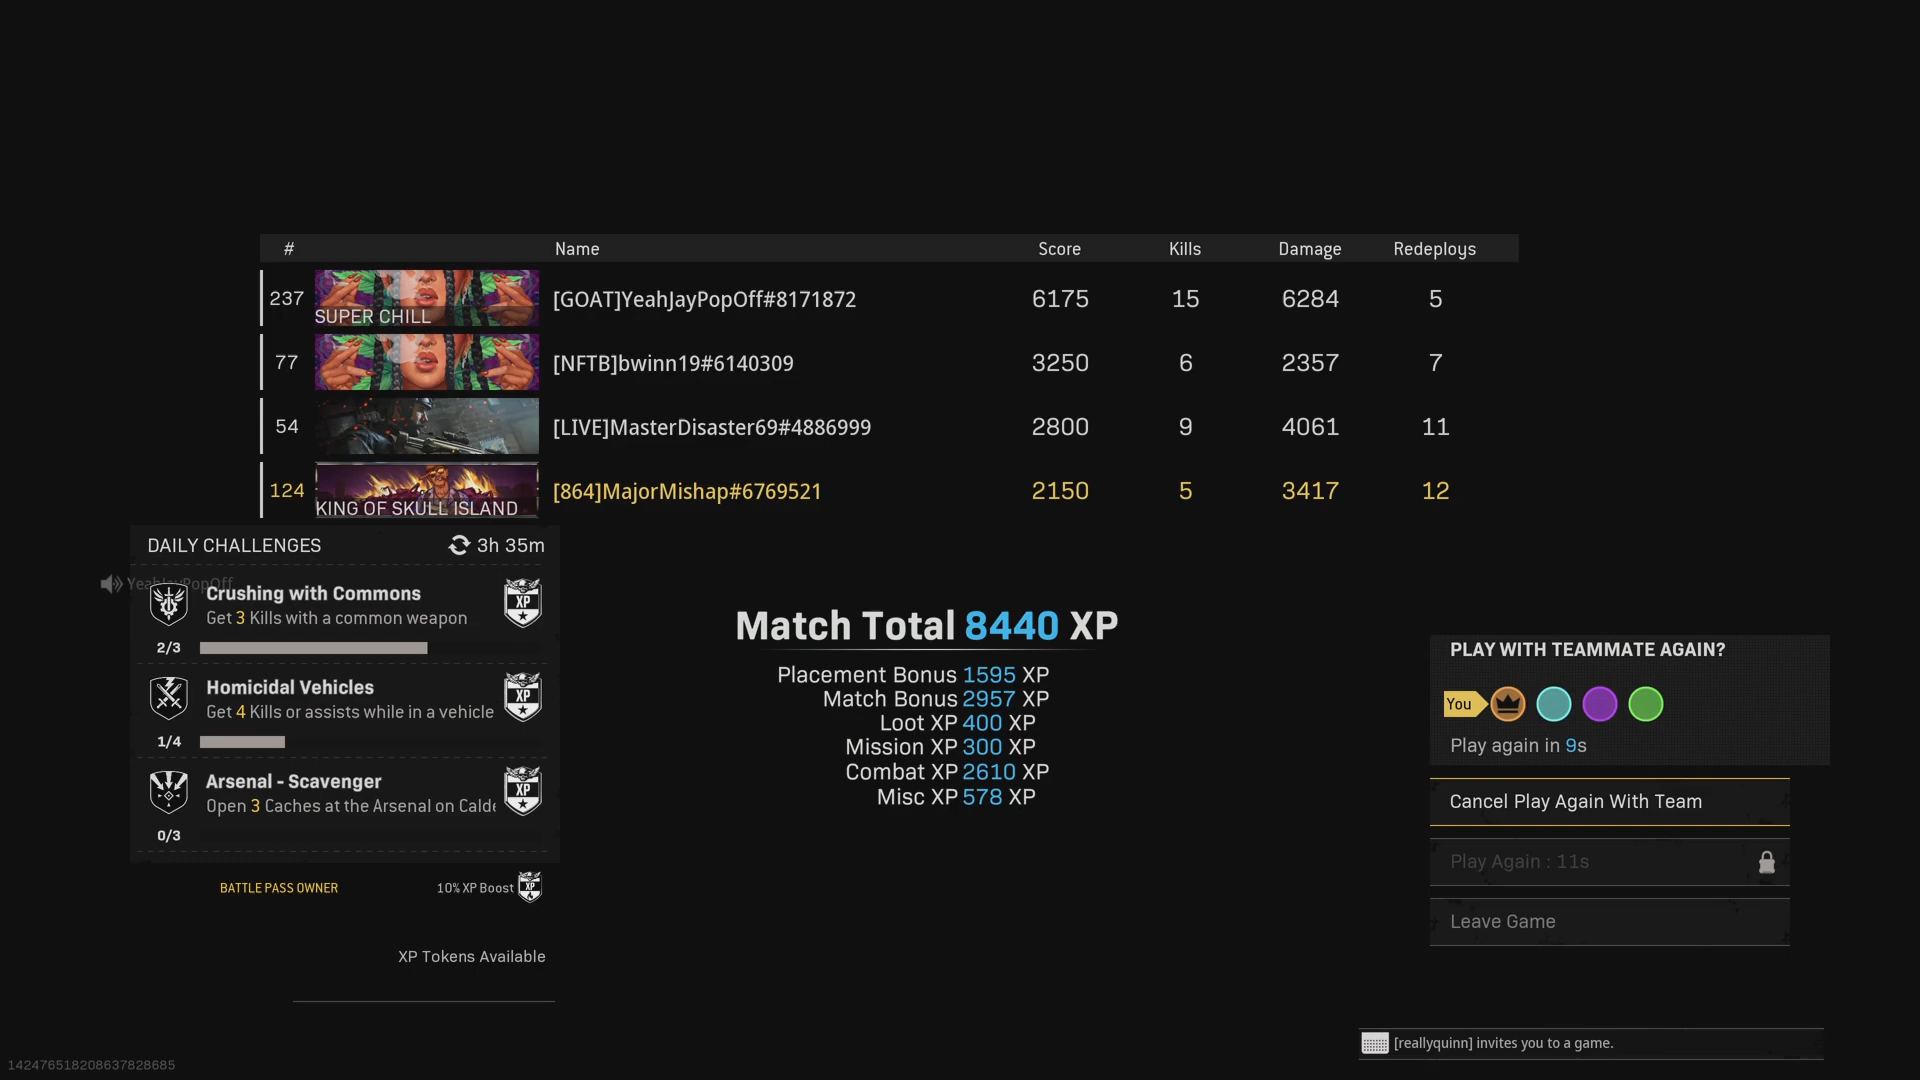 # Name Score Kills Damage Redeploys
237 SUPER CHILL [GOAT]YeahJayPopOff#8171872 6175 15 6284 5
77 [NFTB]bwinn19#6140309 3250 6 2357 7
54 [LIVE]MasterDisaster69#4886999 2800 9 4061 11
124 KING OF SKULL ISLAND [864]MajorMishap#6769521 2150 5 3417 12
DAILY CHALLENGES 3h 35m
YeahJayPopOff
Crushing with Commons
Get 3 Kills with a common weapon
XP
2/3
Homicidal Vehicles
Get 4 Kills or assists while in a vehicle
XP
1/4
Arsenal - Scavenger
Open 3 Caches at the Arsenal on Calde
XP
0/3
BATTLE PASS OWNER
10% XP Boost XP
XP Tokens Available
Match Total 8440 XP
Placement Bonus 1595 XP
Match Bonus 2957 XP
Loot XP 400 XP
Mission XP 300 XP
Combat XP 2610 XP
Misc XP 578 XP
PLAY WITH TEAMMATE AGAIN?
You
Play again in 9s
Cancel Play Again With Team
Play Again : 11s
Leave Game
[reallyquinn] invites you to a game.
142476518208637828685